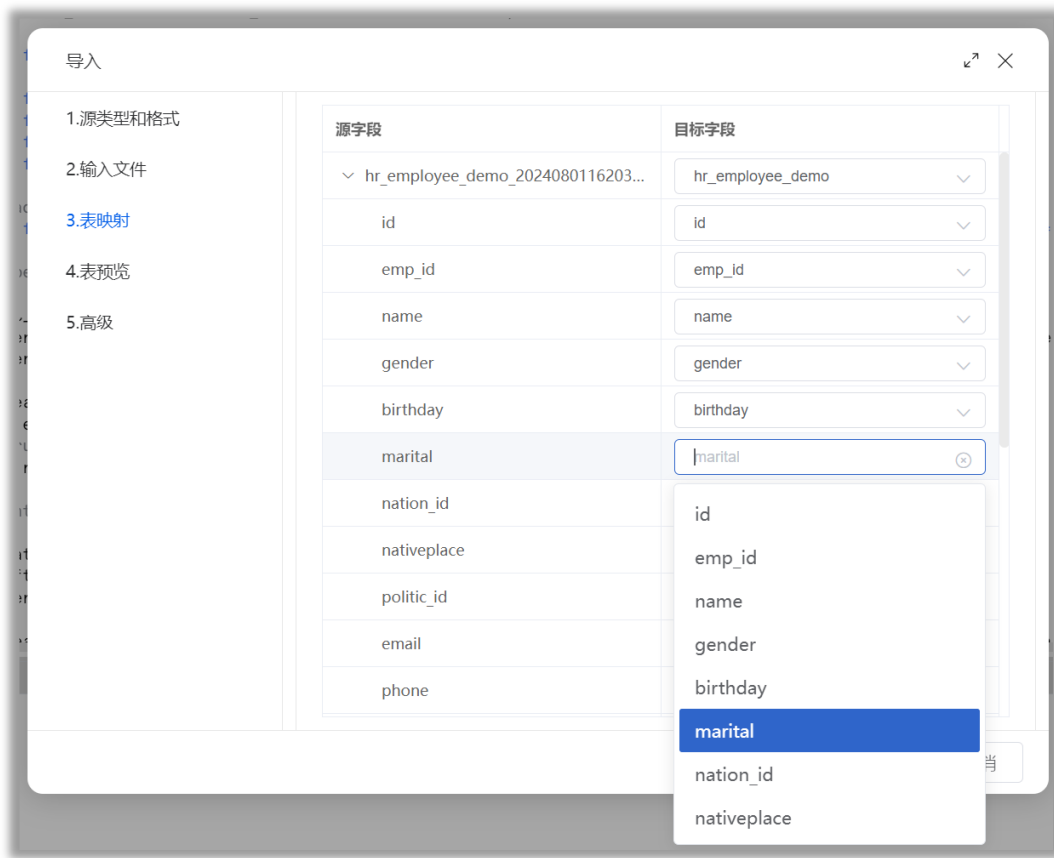 导入
1.源类型和格式
2.输入文件
3.表映射
4.表预览
5.高级
源字段 目标字段
hr_employee_demo_2024080116203... hr_employee_demo
id id
emp_id emp_id
name name
gender gender
birthday birthday
marital marital
nation_id
nativeplace
politic_id
email
phone
id
emp_id
name
gender
birthday
marital
nation_id
nativeplace